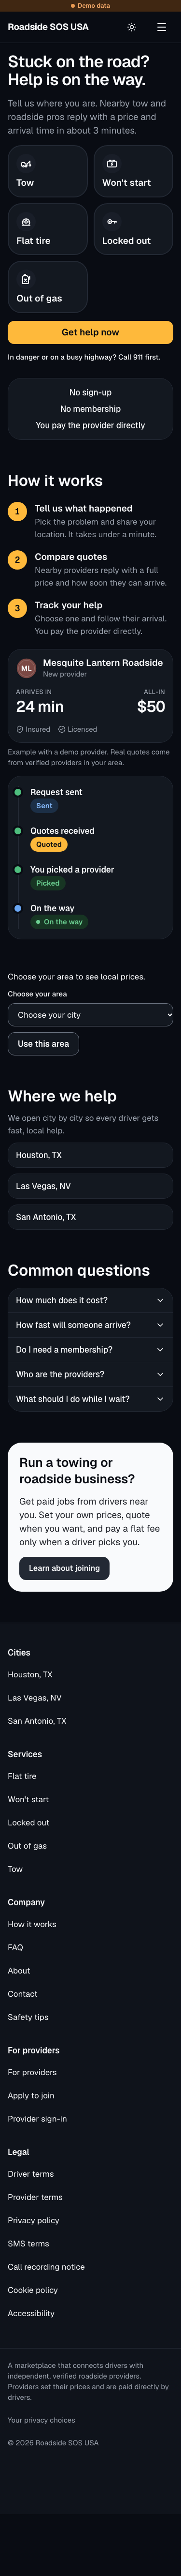 Demo data
Roadside SOS USA
Stuck on the road?
Help is on the way.
Tell us where you are. Nearby tow and
roadside pros reply with a price and
arrival time in about 3 minutes.
Tow
Won't start
Flat tire
Locked out
Out of gas
Get help now
In danger or on a busy highway? Call 911 first.
No sign-up
No membership
You pay the provider directly
How it works
1
Tell us what happened
Pick the problem and share your
location. It takes under a minute.
2
Compare quotes
Nearby providers reply with a full
price and how soon they can arrive.
3
Track your help
Choose one and follow their arrival.
You pay the provider directly.
ML
Mesquite Lantern Roadside
New provider
ARRIVES IN
ALL-IN
24 min
$50
Insured
Licensed
Example with a demo provider. Real quotes come
from verified providers in your area.
Request sent
Sent
Quotes received
Quoted
You picked a provider
Picked
On the way
On the way
Choose your area to see local prices.
Choose your area
Choose your city
Use this area
Where we help
We open city by city so every driver gets
fast, local help.
Houston, TX
Las Vegas, NV
San Antonio, TX
Common questions
How much does it cost?
How fast will someone arrive?
Do I need a membership?
Who are the providers?
What should I do while I wait?
Run a towing or
roadside business?
Get paid jobs from drivers near
you. Set your own prices, quote
when you want, and pay a flat fee
only when a driver picks you.
Learn about joining
Cities
Houston, TX
Las Vegas, NV
San Antonio, TX
Services
Flat tire
Won't start
Locked out
Out of gas
Tow
Company
How it works
FAQ
About
Contact
Safety tips
For providers
For providers
Apply to join
Provider sign-in
Legal
Driver terms
Provider terms
Privacy policy
SMS terms
Call recording notice
Cookie policy
Accessibility
A marketplace that connects drivers with
independent, verified roadside providers.
Providers set their prices and are paid directly by
drivers.
Your privacy choices
© 2026 Roadside SOS USA